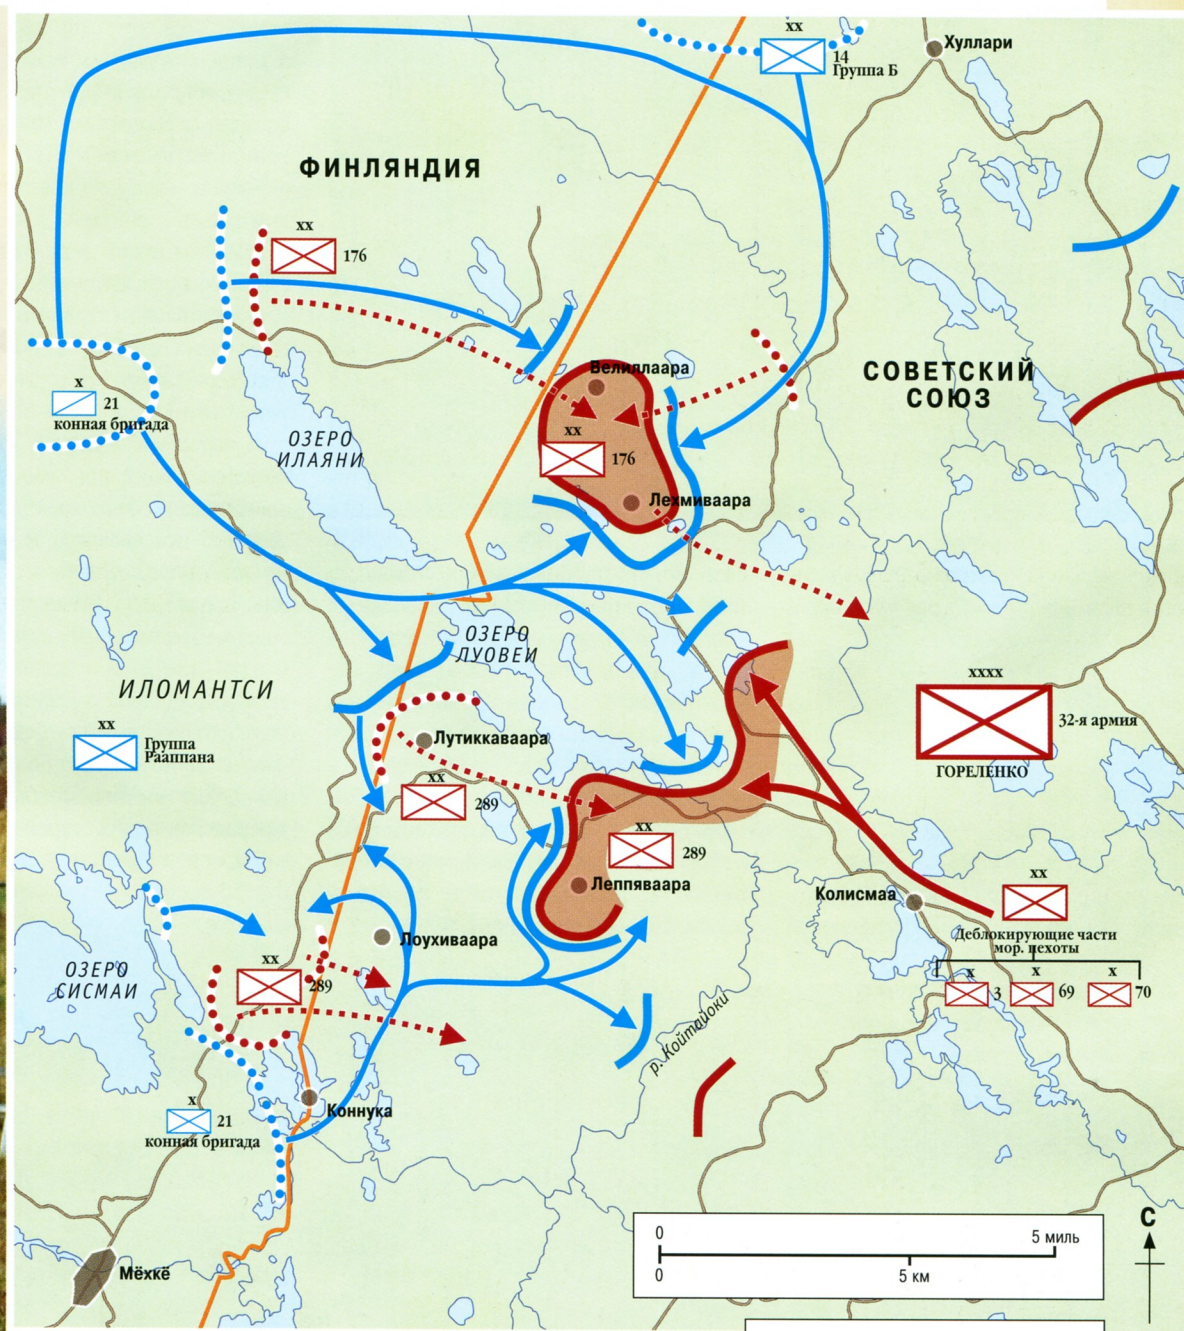 xx
14
Группа Б
Хуллари
ФИНЛЯНДИЯ
xx
176
СОВЕТСКИЙ
СОЮЗ
Велиллаара
x
21
конная бригада
ОЗЕРО
ИЛАЯНИ
xx
176
Лехмиваара
ОЗЕРО
ЛУОВЕИ
ИЛОМАНТСИ
xxxx
32-я армия
ГОРЕЛЕНКО
xx
Группа
Рааппана
Лутиккаваара
xx
289
xx
289
Леппяваара
Колисмаа
xx
Деблокирующие части
мор. пехоты
x
3
x
69
x
70
Лоухиваара
ОЗЕРО
СИСМАИ
xx
289
р. Койтайоки
Коннука
x
21
конная бригада
Мёхкё
0
5 миль
0
5 км
С